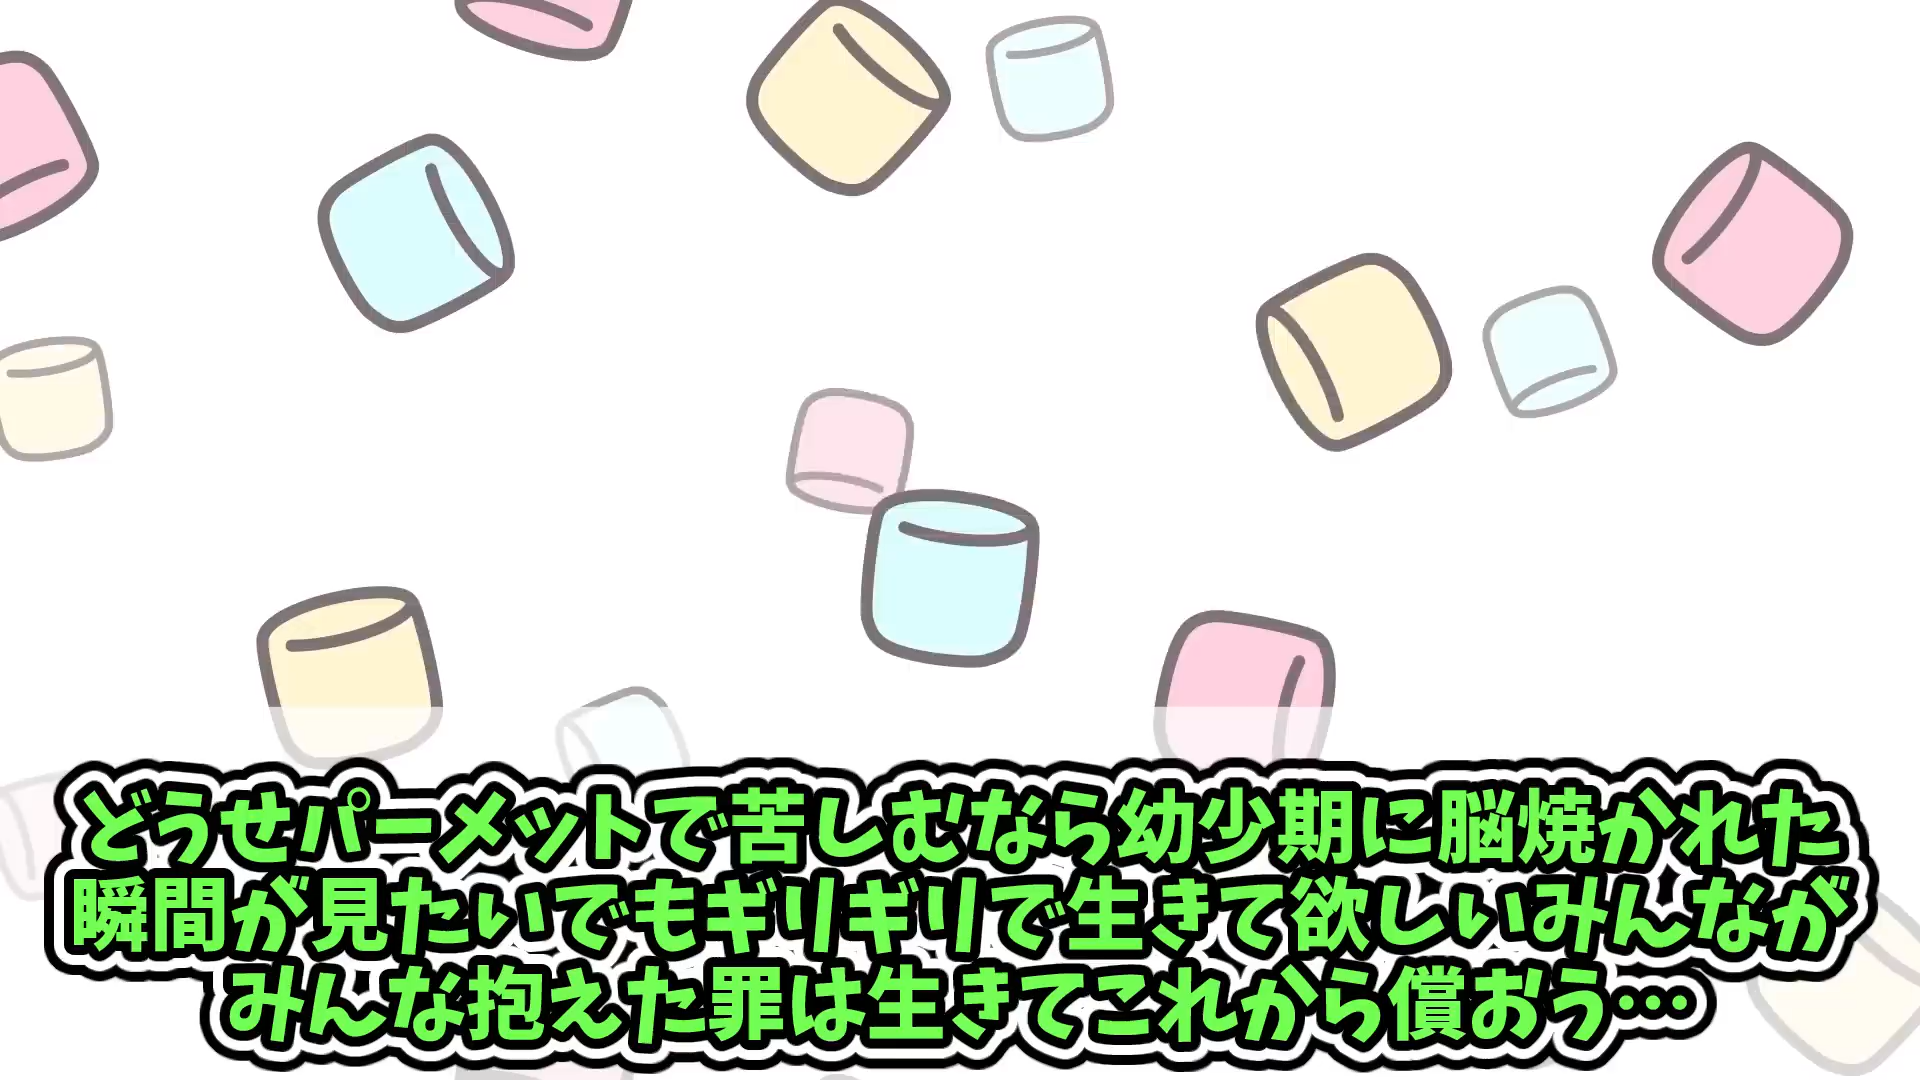 どうせパーメットで苦しむなら幼少期に脳焼かれた
瞬間が見たいでもギリギリで生きて欲しいみんなが
みんな抱えた罪は生きてこれから償おう…